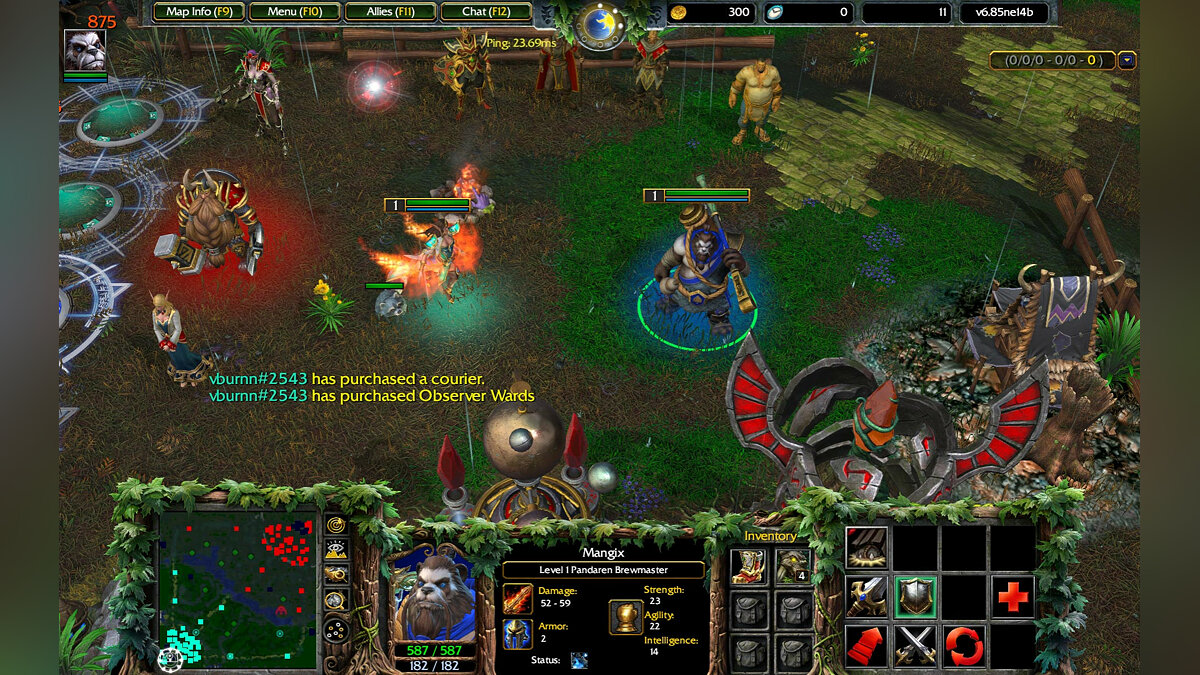 875
Map Info (F9) Menu (F10) Allies (F11) Chat (F12) 300 0 11 v6.85ne14b
Ping: 23.69ms
(0/0/0 - 0/0 - 0 )
1
1
vburnn#2543 has purchased a courier.
vburnn#2543 has purchased Observer Wards
Mangix
Level 1 Pandaren Brewmaster
Damage:
52 - 59
Armor:
2
Status:
Strength:
23
Agility:
22
Intelligence:
14
587 / 587
182 / 182
Inventory
4